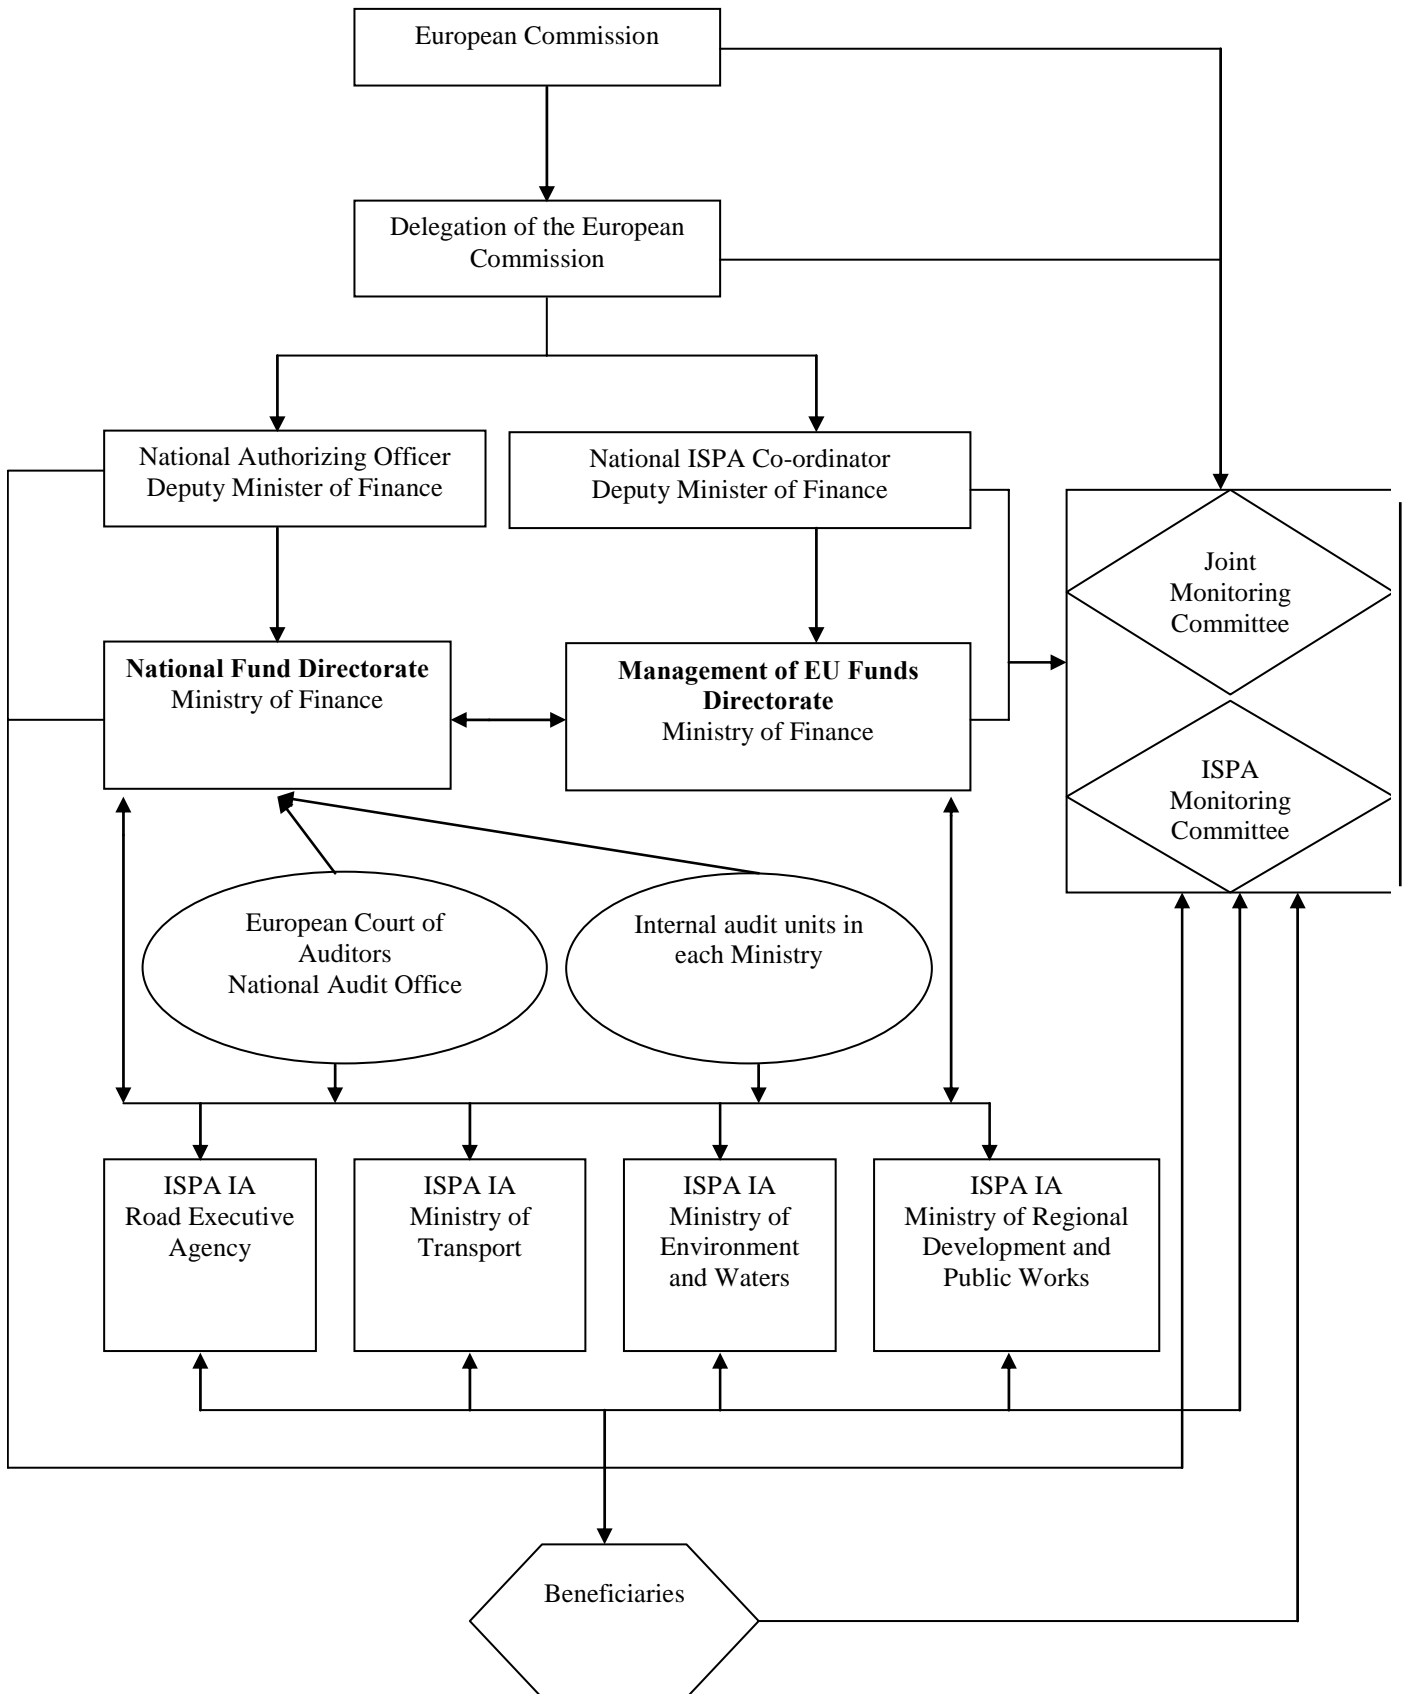 European Commission
Delegation of the European
Commission
National Authorizing Officer
Deputy Minister of Finance
National ISPA Co-ordinator
Deputy Minister of Finance
Joint
Monitoring
Committee
National Fund Directorate
Ministry of Finance
Management of EU Funds
Directorate
Ministry of Finance
ISPA
Monitoring
Committee
European Court of
Auditors
National Audit Office
Internal audit units in
each Ministry
ISPA IA
Road Executive
Agency
ISPA IA
Ministry of
Transport
ISPA IA
Ministry of
Environment
and Waters
ISPA IA
Ministry of Regional
Development and
Public Works
Beneficiaries